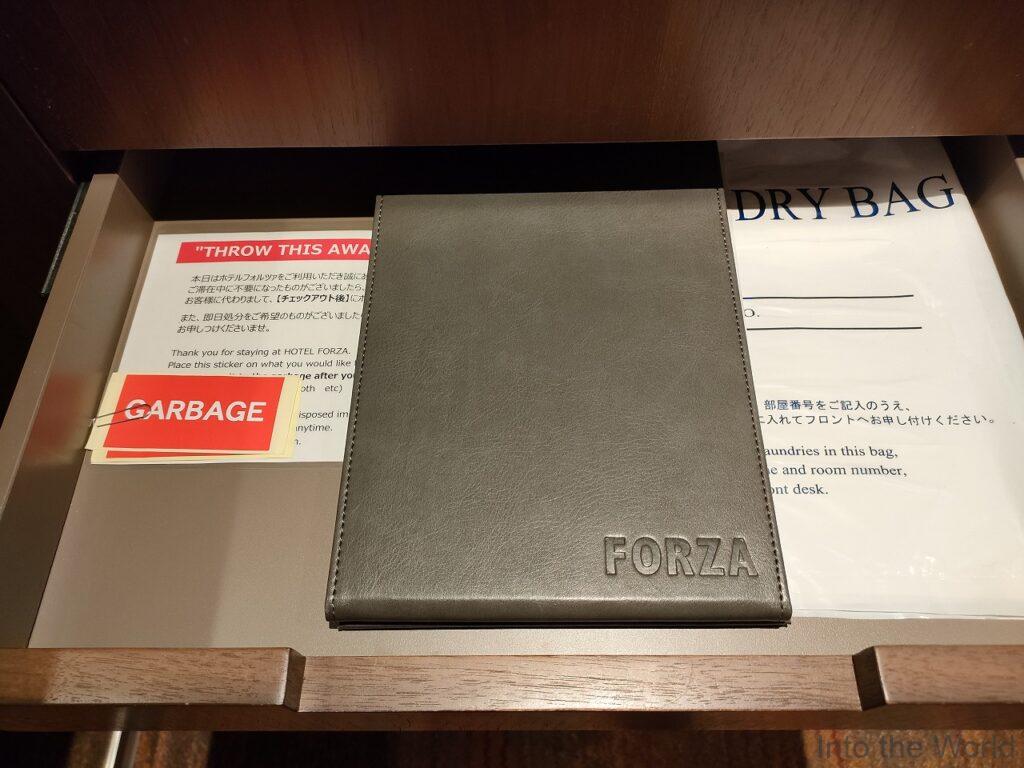 "THROW THIS AWA
本日はホテルフォルツァをご利用いただき誠に
ご滞在中に不要になったものがございましたら、
お客様に代わりまして、【チェックアウト後】に
また、即日処分をご希望のものがございましたら
お申しつけくださいませ。
Thank you for staying at HOTEL FORZA.
Place this sticker on what you would like
garbage after you
oth etc)
isposed im
anytime.
GARBAGE
FORZA
DRY BAG
O.
部屋番号をご記入のうえ、
に入れてフロントへお申し付けください。
aundries in this bag,
e and room number,
ont desk.
Into the World